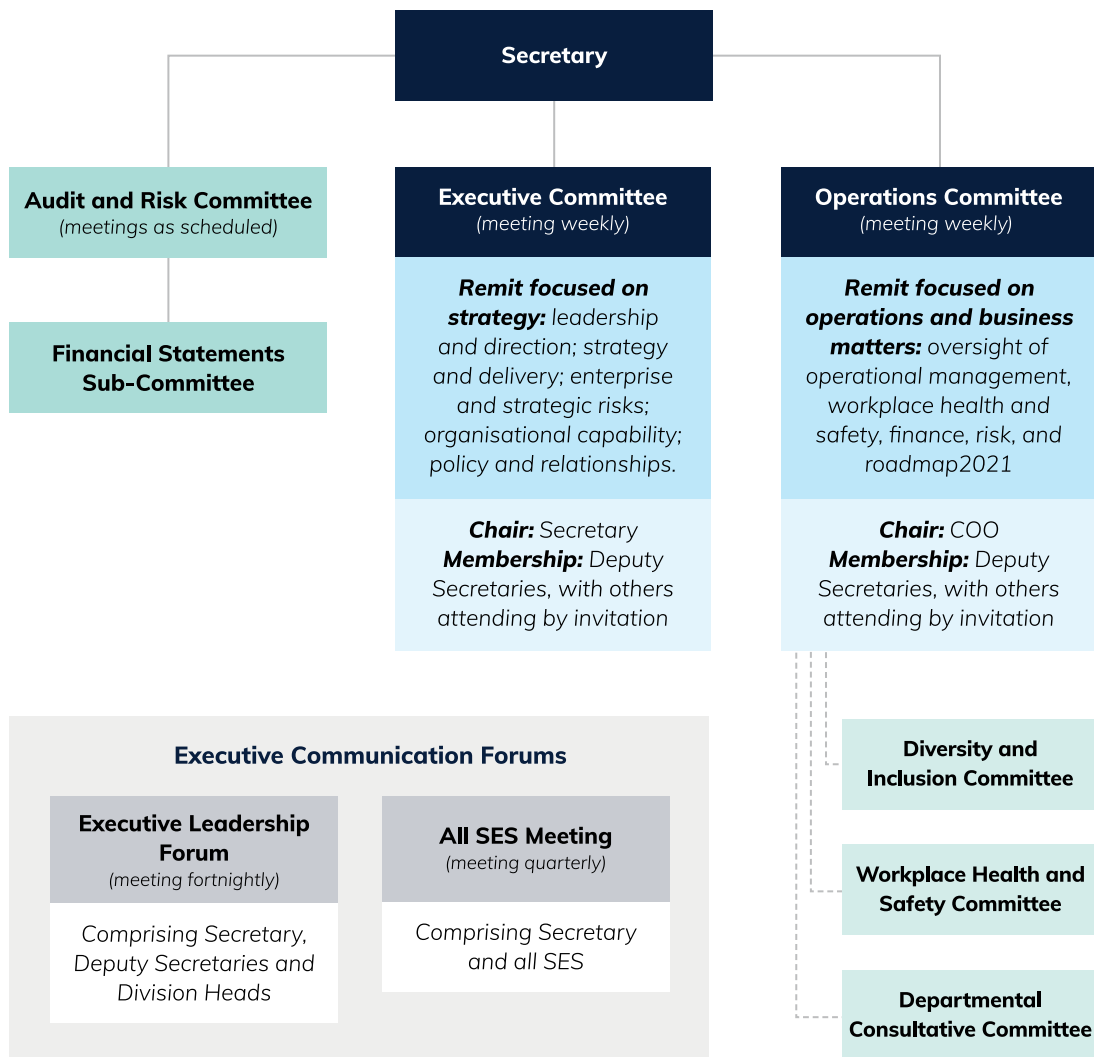 Secretary
Audit and Risk Committee
(meetings as scheduled)
Financial Statements
Sub-Committee
Executive Committee
(meeting weekly)
Remit focused on
strategy: leadership
and direction; strategy
and delivery; enterprise
and strategic risks;
organisational capability;
policy and relationships.
Chair: Secretary
Membership: Deputy
Secretaries, with others
attending by invitation
Operations Committee
(meeting weekly)
Remit focused on
operations and business
matters: oversight of
operational management,
workplace health and
safety, finance, risk, and
roadmap2021
Chair: COO
Membership: Deputy
Secretaries, with others
attending by invitation
Diversity and
Inclusion Committee
Workplace Health and
Safety Committee
Departmental
Consultative Committee
Executive Communication Forums
Executive Leadership
Forum
(meeting fortnightly)
Comprising Secretary,
Deputy Secretaries and
Division Heads
All SES Meeting
(meeting quarterly)
Comprising Secretary
and all SES